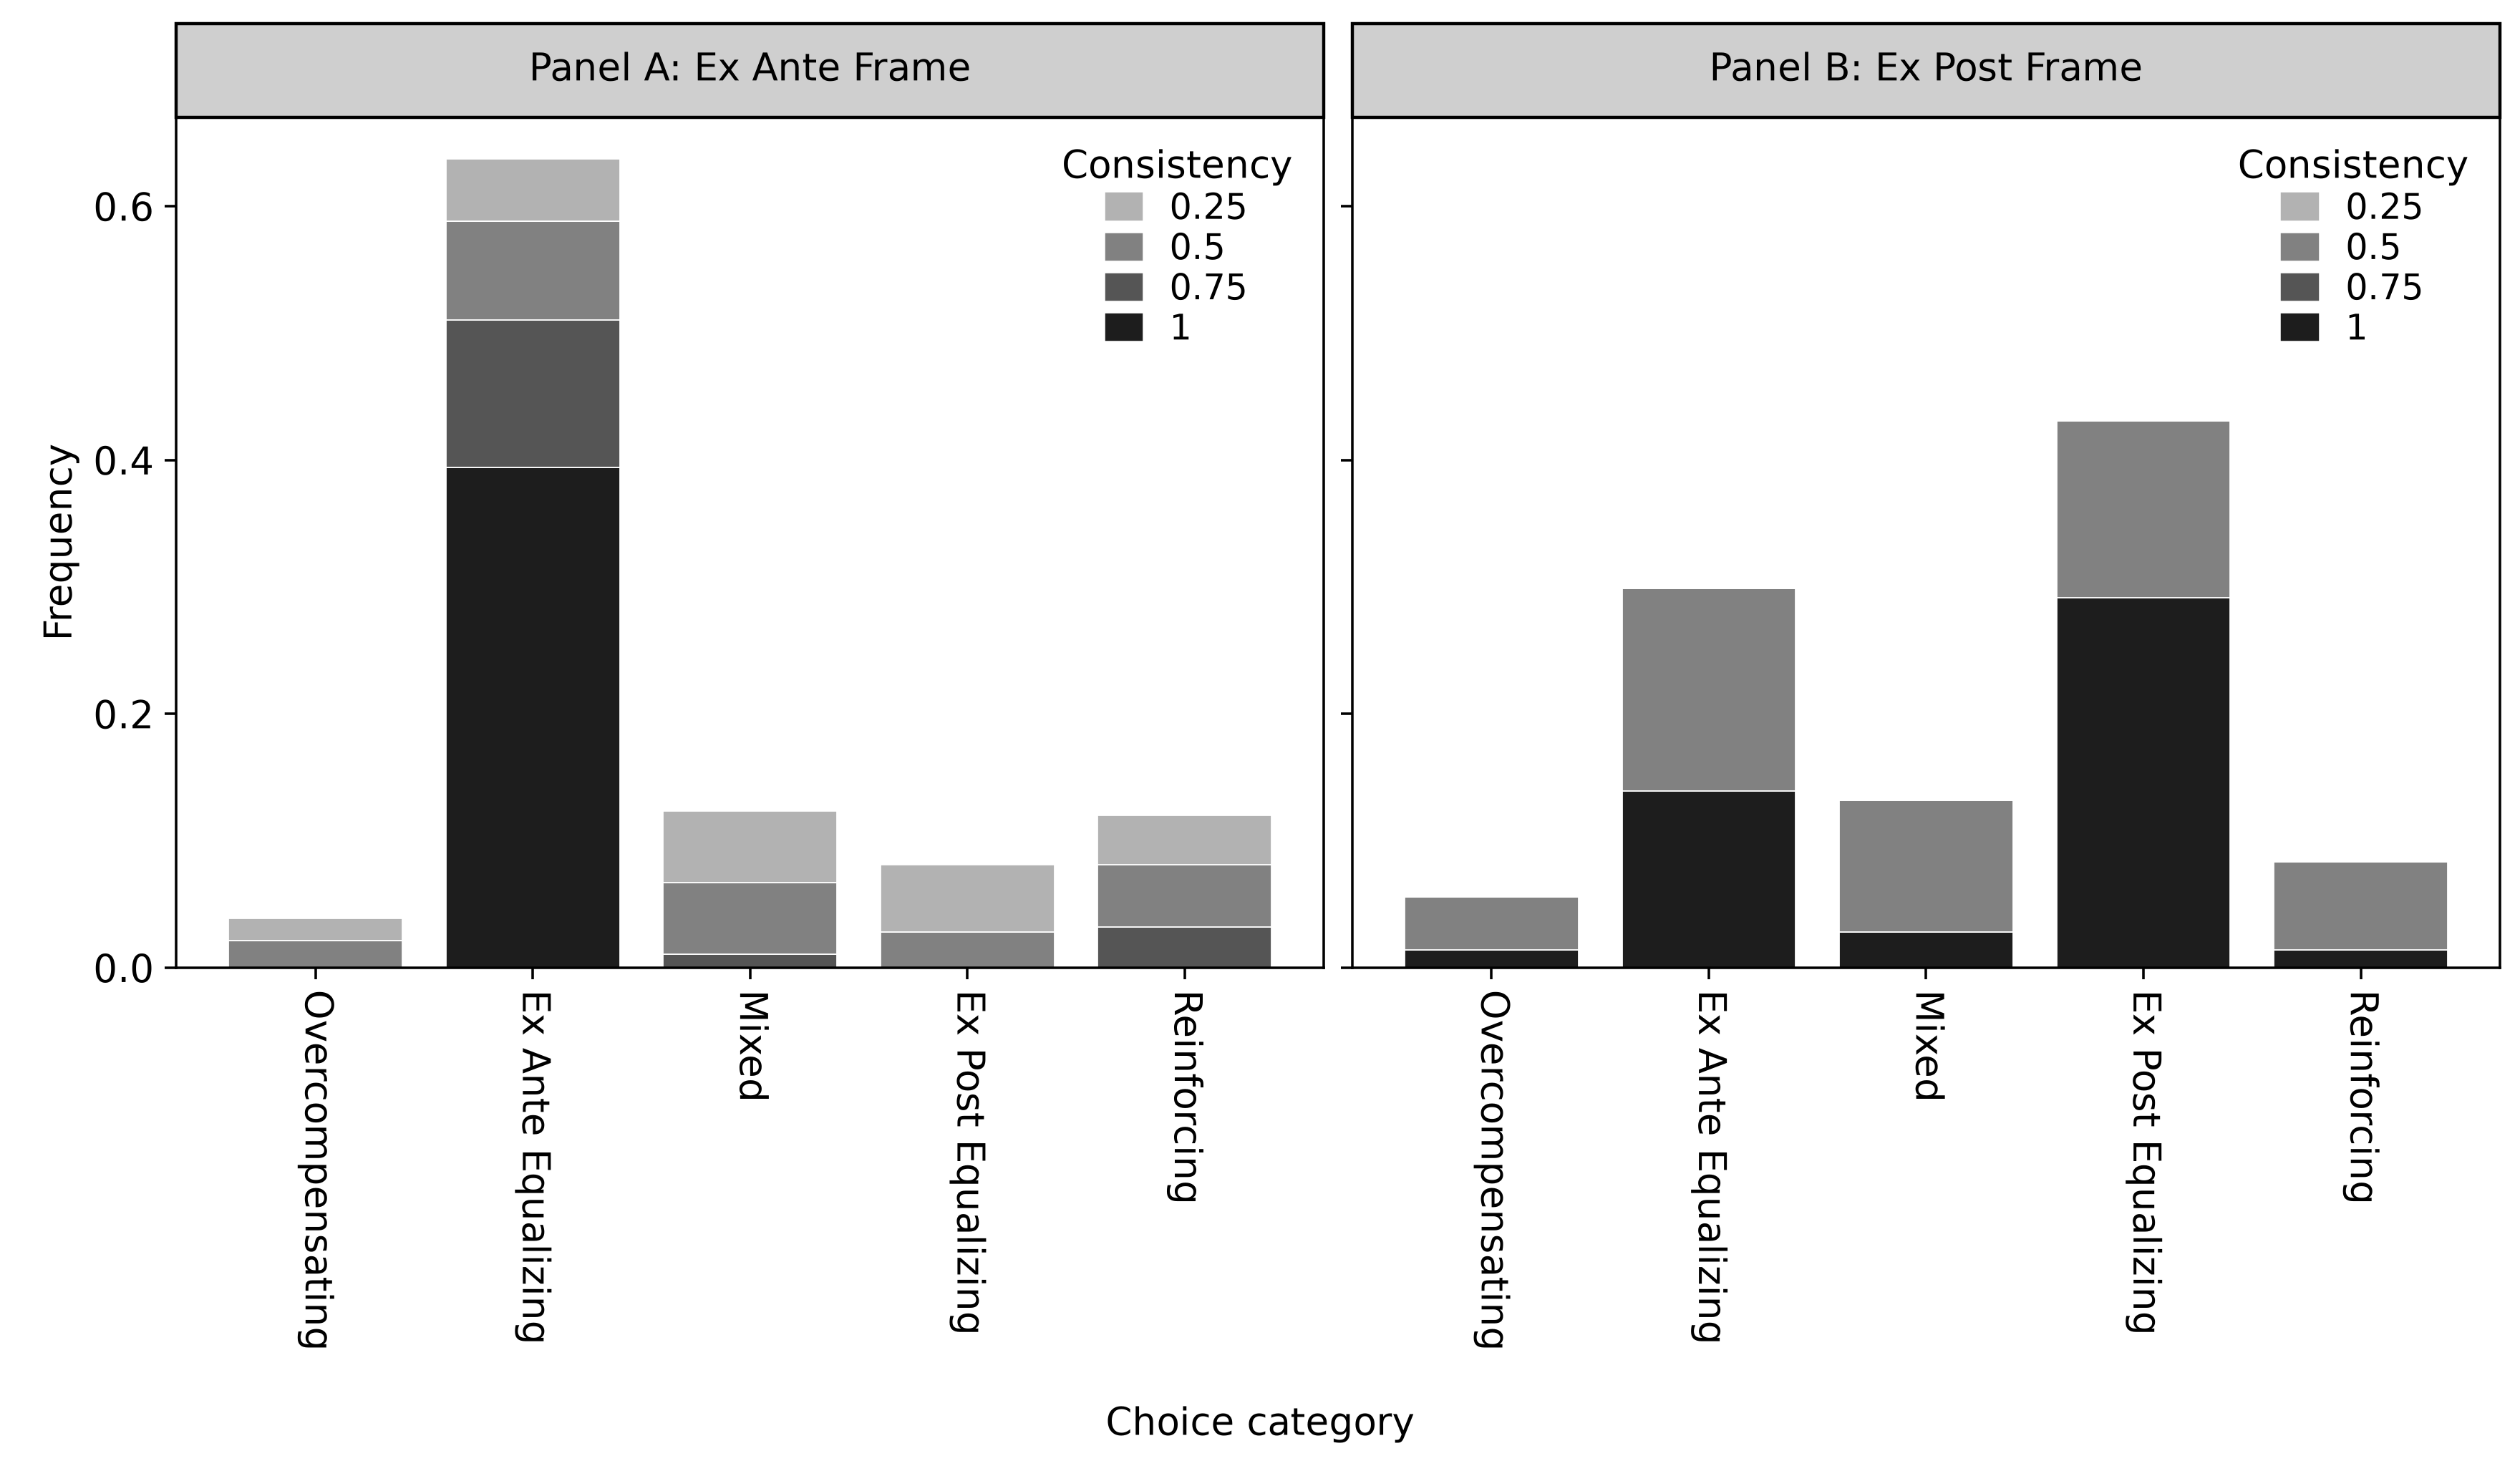 Panel A: Ex Ante Frame
Panel B: Ex Post Frame
Consistency
0.25
0.5
0.75
1
Consistency
0.25
0.5
0.75
1
Frequency
0.6
0.4
0.2
0.0
Overcompensating
Ex Ante Equalizing
Mixed
Ex Post Equalizing
Reinforcing
Overcompensating
Ex Ante Equalizing
Mixed
Ex Post Equalizing
Reinforcing
Choice category